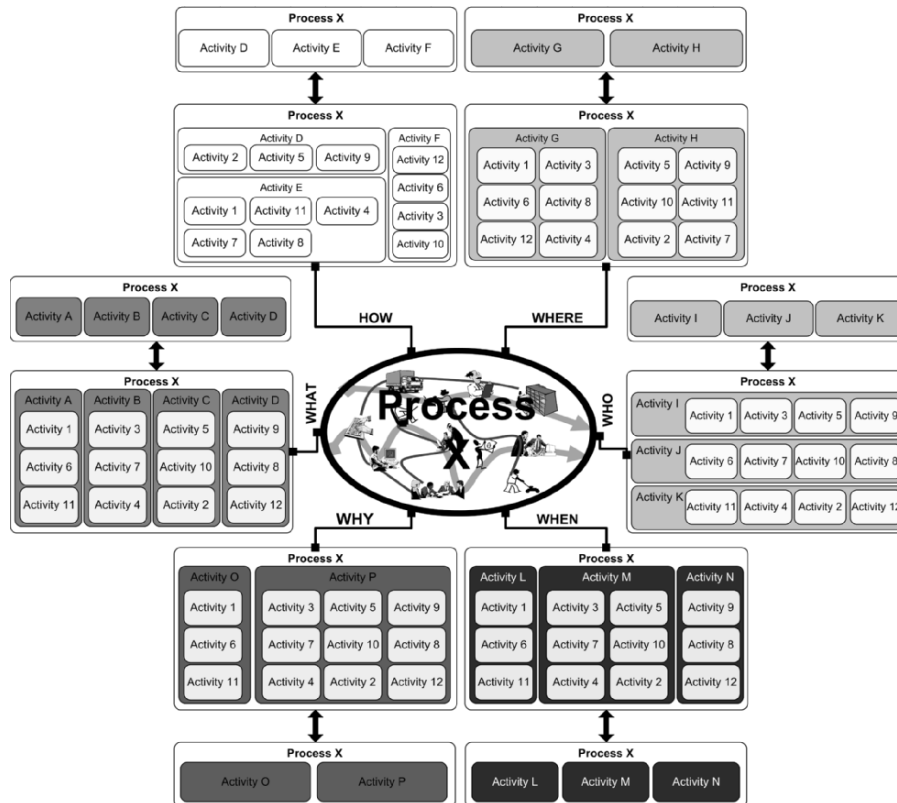 Process X
Activity D Activity E Activity F
Process X
Activity G Activity H
Process X
Activity D
Activity 2 Activity 5 Activity 9
Activity E
Activity 1 Activity 11 Activity 4
Activity 7 Activity 8
Activity F
Activity 12
Activity 6
Activity 3
Activity 10
Process X
Activity G Activity H
Activity 1 Activity 3 Activity 5 Activity 9
Activity 6 Activity 8 Activity 10 Activity 11
Activity 12 Activity 4 Activity 2 Activity 7
Process X
Activity A Activity B Activity C Activity D
HOW
WHERE
Process X
Activity I Activity J Activity K
Process X
Activity A Activity B Activity C Activity D
Activity 1 Activity 3 Activity 5 Activity 9
Activity 6 Activity 7 Activity 10 Activity 8
Activity 11 Activity 4 Activity 2 Activity 12
WHAT
Process
X
WHO
Process X
Activity I Activity 1 Activity 3 Activity 5 Activity 9
Activity J Activity 6 Activity 7 Activity 10 Activity 8
Activity K Activity 11 Activity 4 Activity 2 Activity 12
WHY
WHEN
Process X
Activity O Activity P
Activity 1 Activity 3 Activity 5 Activity 9
Activity 6 Activity 7 Activity 10 Activity 8
Activity 11 Activity 4 Activity 2 Activity 12
Process X
Activity L Activity M Activity N
Activity 1 Activity 3 Activity 5 Activity 9
Activity 6 Activity 7 Activity 10 Activity 8
Activity 11 Activity 4 Activity 2 Activity 12
Process X
Activity O Activity P
Process X
Activity L Activity M Activity N